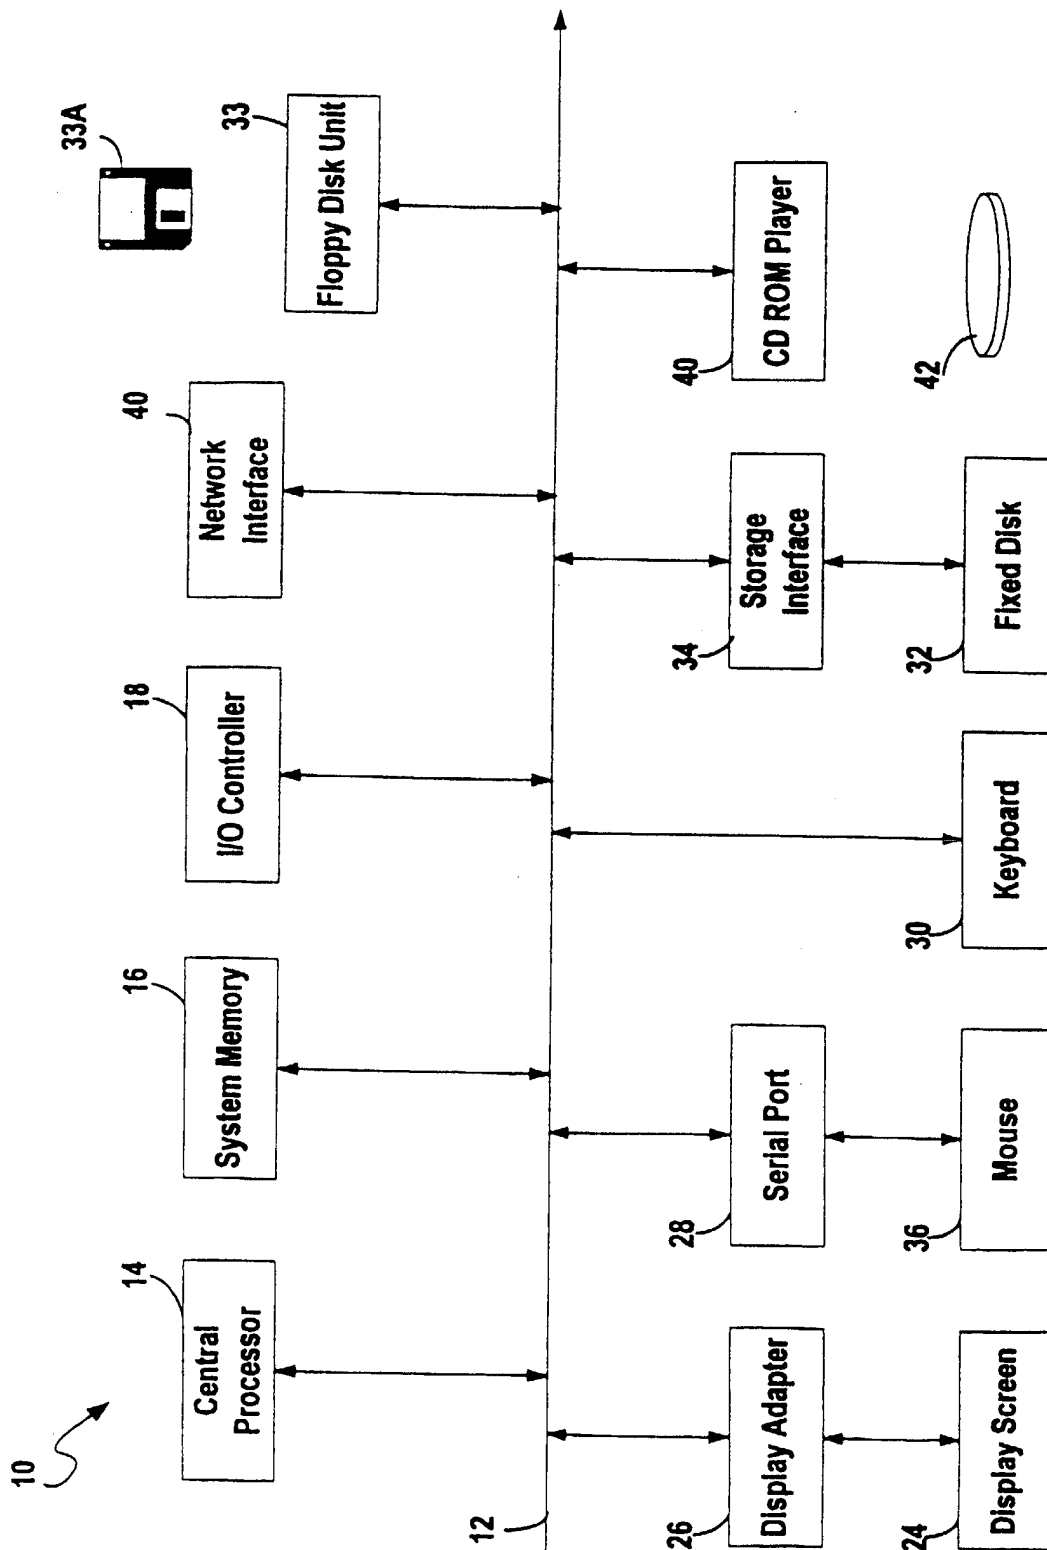 10
14
Central
Processor
16
System Memory
18
I/O Controller
40
Network
Interface
33
Floppy Disk Unit
33A
12
26
Display Adapter
28
Serial Port
34
Storage
Interface
40
CD ROM Player
24
Display Screen
36
Mouse
30
Keyboard
32
Fixed Disk
42